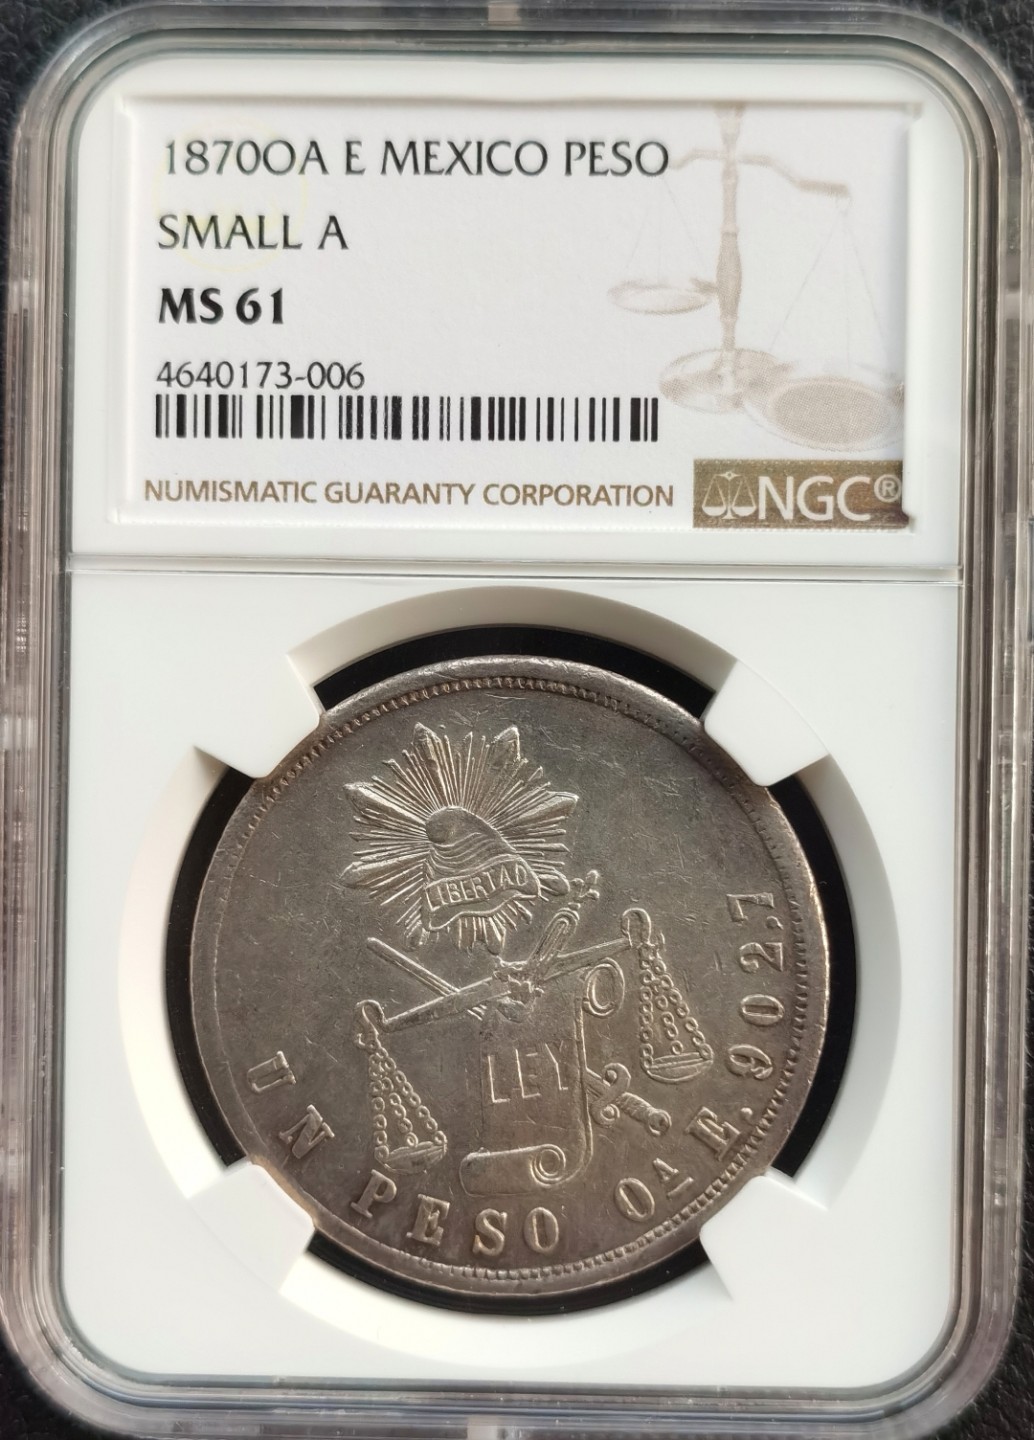 1870OA E MEXICO PESO
SMALL A
MS 61
4640173-006
NUMISMATIC GUARANTY CORPORATION
NGC®
LIBERTAD
LEY
UN PESO Oᴬ E. 902.7